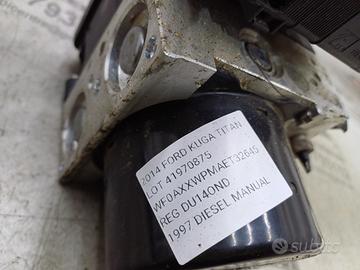 2014 FORD KUGA TITAN
LOT 41970875
WF0AXXWPMAET32645
REG DU14OND
1997 DIESEL MANUAL
subito